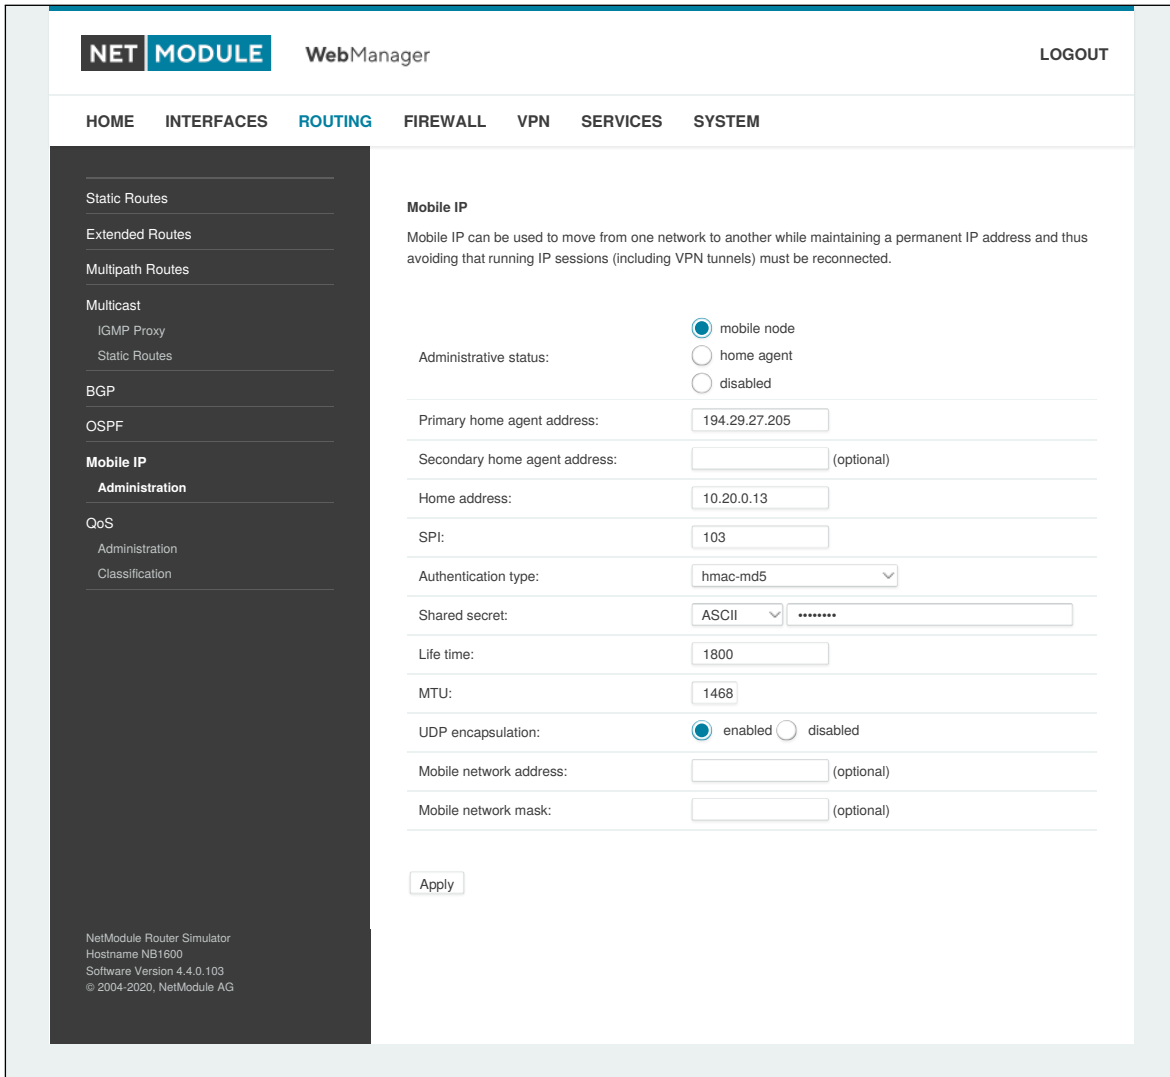 NET MODULE WebManager LOGOUT
HOME INTERFACES ROUTING FIREWALL VPN SERVICES SYSTEM
Static Routes
Extended Routes
Multipath Routes
Multicast
IGMP Proxy
Static Routes
BGP
OSPF
Mobile IP
Administration
QoS
Administration
Classification
NetModule Router Simulator
Hostname NB1600
Software Version 4.4.0.103
© 2004-2020, NetModule AG
Mobile IP
Mobile IP can be used to move from one network to another while maintaining a permanent IP address and thus
avoiding that running IP sessions (including VPN tunnels) must be reconnected.
mobile node
Administrative status: home agent
disabled
Primary home agent address: 194.29.27.205
Secondary home agent address: (optional)
Home address: 10.20.0.13
SPI: 103
Authentication type: hmac-md5
Shared secret: ASCII ••••••••
Life time: 1800
MTU: 1468
UDP encapsulation: enabled disabled
Mobile network address: (optional)
Mobile network mask: (optional)
Apply